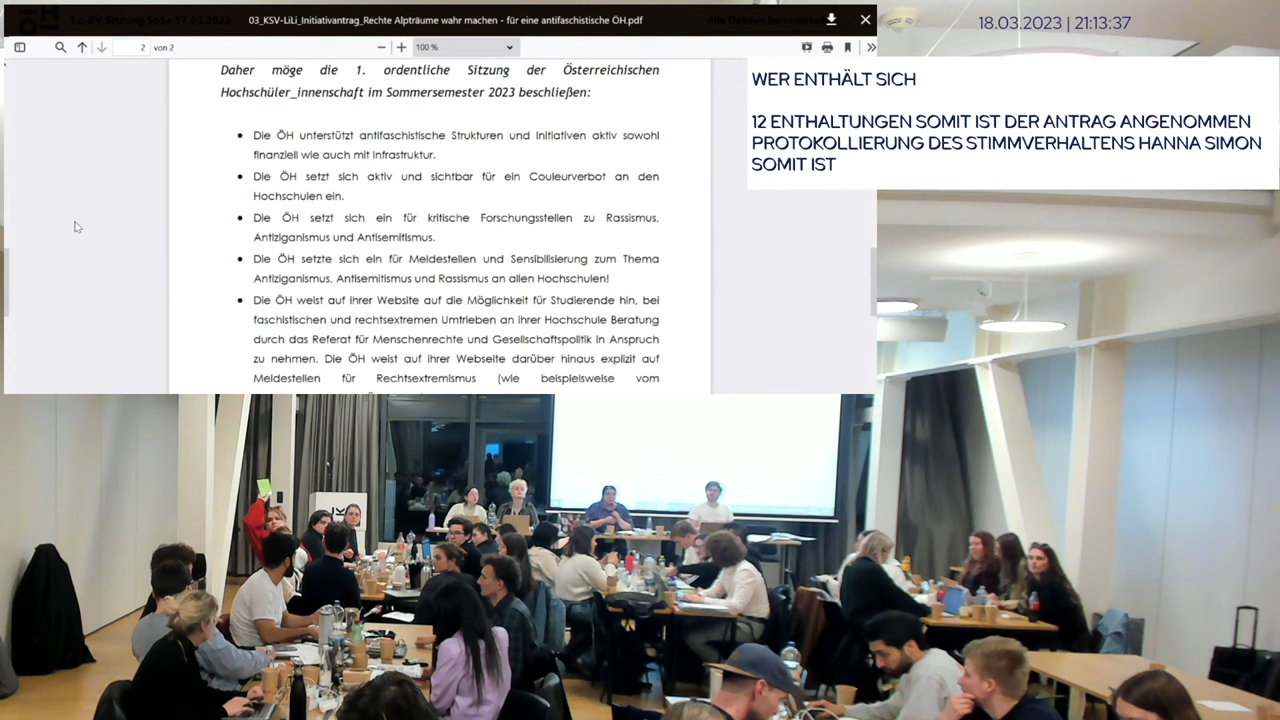 1.o.BV Sitzung SoSe 17.03.2023
03_KSV-LiLi_Initiativantrag_Rechte Alpträume wahr machen - für eine antifaschistische ÖH.pdf
18.03.2023 | 21:13:37
2 von 2
100 %
Daher möge die 1. ordentliche Sitzung der Österreichischen
Hochschüler_innenschaft im Sommersemester 2023 beschließen:
• Die ÖH unterstützt antifaschistische Strukturen und Initiativen aktiv sowohl
finanziell wie auch mit Infrastruktur.
• Die ÖH setzt sich aktiv und sichtbar für ein Couleurverbot an den
Hochschulen ein.
• Die ÖH setzt sich ein für kritische Forschungsstellen zu Rassismus,
Antiziganismus und Antisemitismus.
• Die ÖH setzte sich ein für Meldestellen und Sensibilisierung zum Thema
Antiziganismus, Antisemitismus und Rassismus an allen Hochschulen!
• Die ÖH weist auf ihrer Website auf die Möglichkeit für Studierende hin, bei
faschistischen und rechtsextremen Umtrieben an ihrer Hochschule Beratung
durch das Referat für Menschenrechte und Gesellschaftspolitik in Anspruch
zu nehmen. Die ÖH weist auf ihrer Webseite darüber hinaus explizit auf
Meldestellen für Rechtsextremismus (wie beispielsweise vom
WER ENTHÄLT SICH
12 ENTHALTUNGEN SOMIT IST DER ANTRAG ANGENOMMEN
PROTOKOLLIERUNG DES STIMMVERHALTENS HANNA SIMON
SOMIT IST